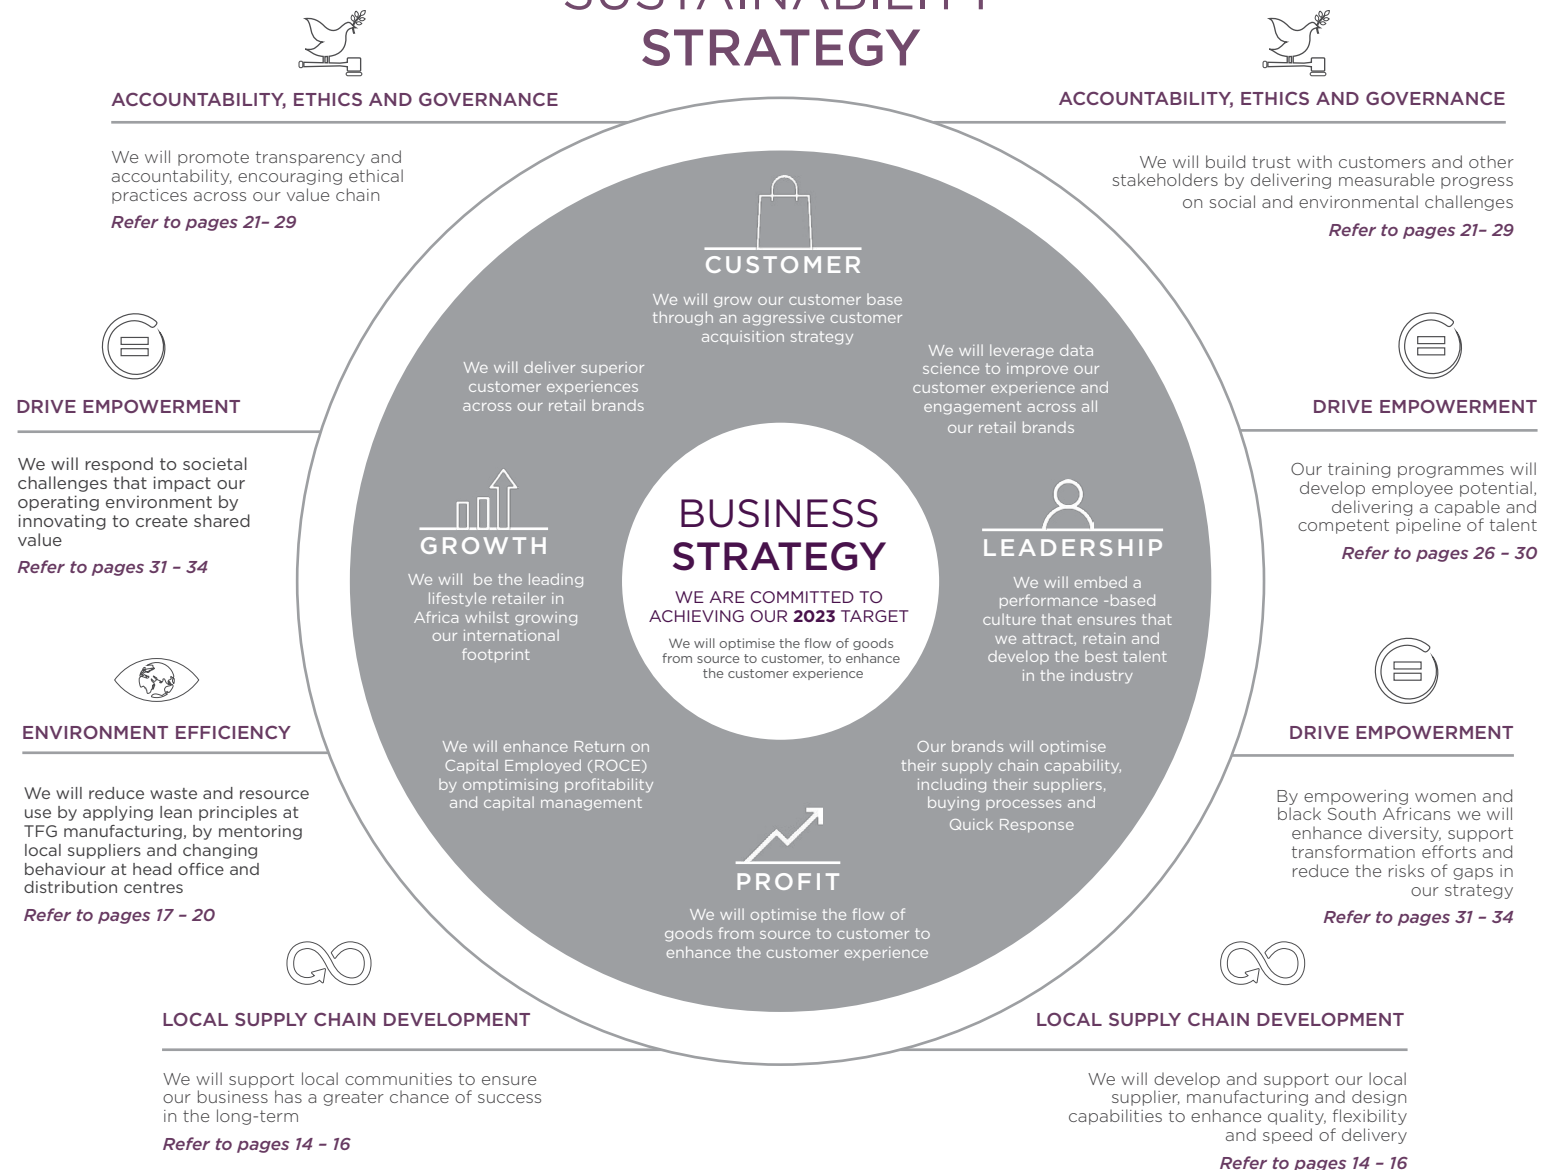 SUSTAINABILITY
STRATEGY
ACCOUNTABILITY, ETHICS AND GOVERNANCE
We will promote transparency and
accountability, encouraging ethical
practices across our value chain
Refer to pages 21– 29
ACCOUNTABILITY, ETHICS AND GOVERNANCE
We will build trust with customers and other
stakeholders by delivering measurable progress
on social and environmental challenges
Refer to pages 21– 29
CUSTOMER
We will grow our customer base
through an aggressive customer
acquisition strategy
We will deliver superior
customer experiences
across our retail brands
We will leverage data
science to improve our
customer experience and
engagement across all
our retail brands
DRIVE EMPOWERMENT
We will respond to societal
challenges that impact our
operating environment by
innovating to create shared
value
Refer to pages 31 – 34
DRIVE EMPOWERMENT
Our training programmes will
develop employee potential,
delivering a capable and
competent pipeline of talent
Refer to pages 26 – 30
GROWTH
We will  be the leading
lifestyle retailer in
Africa whilst growing
our international
footprint
BUSINESS
STRATEGY
WE ARE COMMITTED TO
ACHIEVING OUR 2023 TARGET
We will optimise the flow of goods
from source to customer, to enhance
the customer experience
LEADERSHIP
We will embed a
performance -based
culture that ensures that
we attract, retain and
develop the best talent
in the industry
ENVIRONMENT EFFICIENCY
We will reduce waste and resource
use by applying lean principles at
TFG manufacturing, by mentoring
local suppliers and changing
behaviour at head office and
distribution centres
Refer to pages 17 – 20
We will enhance Return on
Capital Employed (ROCE)
by omptimising profitability
and capital management
Our brands will optimise
their supply chain capability,
including their suppliers,
buying processes and
Quick Response
DRIVE EMPOWERMENT
By empowering women and
black South Africans we will
enhance diversity, support
transformation efforts and
reduce the risks of gaps in
our strategy
Refer to pages 31 – 34
PROFIT
We will optimise the flow of
goods from source to customer to
enhance the customer experience
LOCAL SUPPLY CHAIN DEVELOPMENT
We will support local communities to ensure
our business has a greater chance of success
in the long-term
Refer to pages 14 – 16
LOCAL SUPPLY CHAIN DEVELOPMENT
We will develop and support our local
supplier, manufacturing and design
capabilities to enhance quality, flexibility
and speed of delivery
Refer to pages 14 – 16